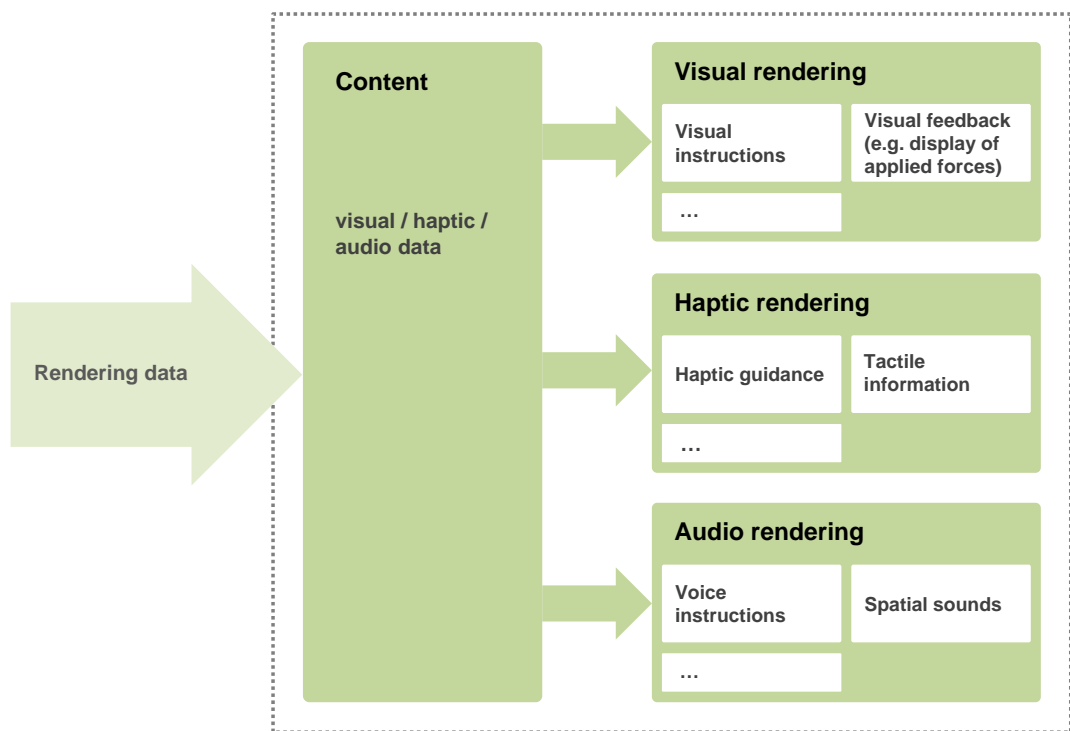 Rendering data
Content
visual / haptic /
audio data
Visual rendering
Visual
instructions
Visual feedback
(e.g. display of
applied forces)
…
Haptic rendering
Haptic guidance
Tactile
information
…
Audio rendering
Voice
instructions
Spatial sounds
…